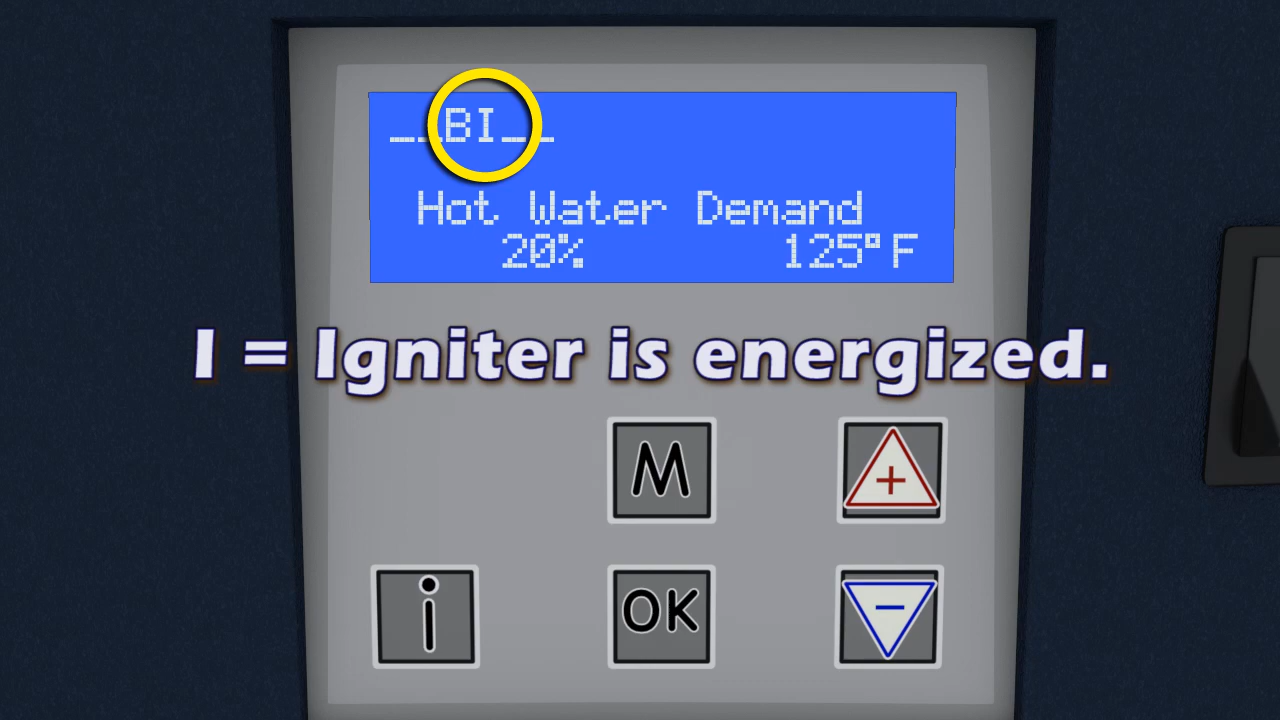 __BI__
Hot Water Demand
20% 125°F
I = Igniter is energized.
M
+
i
OK
−